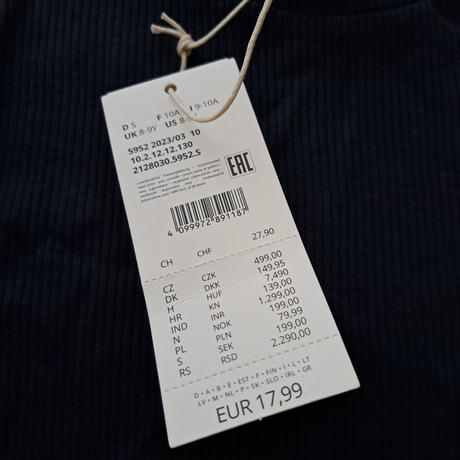 D S F 10A I 9-10A
UK 8-9Y US 8-
5952 2023/03 10
10.2.12.12.130
2128030.5952.S
EAC
4 099972 891187
CH CHF 27,90
CZ CZK 499,00
DK DKK 149,95
H HUF 7,490
HR KN 139,00
IND INR 1.299,00
N NOK 199,00
PL PLN 79,99
S SEK 199,00
RS RSD 2.290,00
D • A • B • E • EST • F • FIN • I • L • LT
LV • M • NL • P • SK • SLO • IRL • GR
EUR 17,99